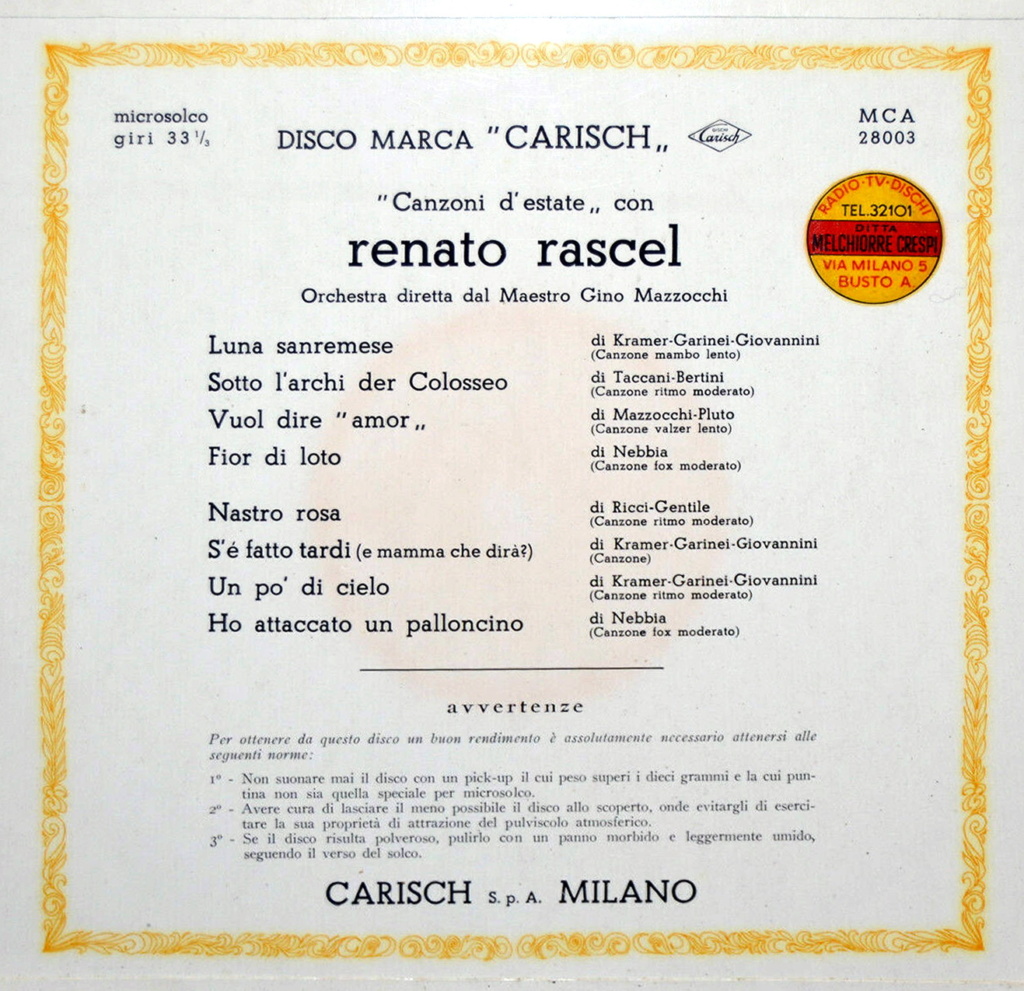 microsolco
giri 33 1/3
DISCO MARCA "CARISCH„
DISCHI
Carisch
MCA
28003
"Canzoni d'estate„ con
renato rascel
Orchestra diretta dal Maestro Gino Mazzocchi
RADIO-TV-DISCHI
TEL.32101
DITTA
MELCHIORRE CRESPI
VIA MILANO 5
BUSTO A.
Luna sanremese di Kramer-Garinei-Giovannini
(Canzone mambo lento)
Sotto l'archi der Colosseo di Taccani-Bertini
(Canzone ritmo moderato)
Vuol dire "amor„ di Mazzocchi-Pluto
(Canzone valzer lento)
Fior di loto di Nebbia
(Canzone fox moderato)
Nastro rosa di Ricci-Gentile
(Canzone ritmo moderato)
S'é fatto tardi (e mamma che dirà?) di Kramer-Garinei-Giovannini
(Canzone)
Un po' di cielo di Kramer-Garinei-Giovannini
(Canzone ritmo moderato)
Ho attaccato un palloncino di Nebbia
(Canzone fox moderato)
avvertenze
Per ottenere da questo disco un buon rendimento è assolutamente necessario attenersi alle
seguenti norme:
1° - Non suonare mai il disco con un pick-up il cui peso superi i dieci grammi e la cui pun-
tina non sia quella speciale per microsolco.
2° - Avere cura di lasciare il meno possibile il disco allo scoperto, onde evitargli di eserci-
tare la sua proprietà di attrazione del pulviscolo atmosferico.
3° - Se il disco risulta polveroso, pulirlo con un panno morbido e leggermente umido,
seguendo il verso del solco.
CARISCH S.p.A. MILANO